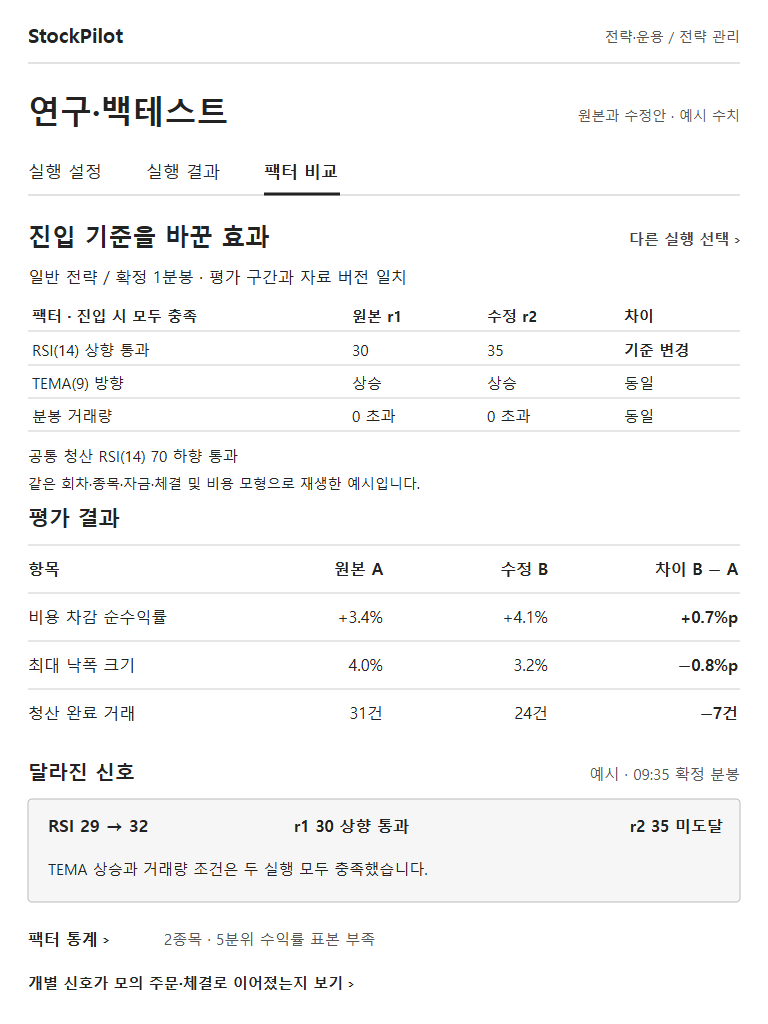 StockPilot 전략·운용 / 전략 관리
연구·백테스트 원본과 수정안 · 예시 수치
실행 설정 실행 결과 팩터 비교
진입 기준을 바꾼 효과 다른 실행 선택 ›
일반 전략 / 확정 1분봉 · 평가 구간과 자료 버전 일치
팩터 · 진입 시 모두 충족 원본 r1 수정 r2 차이
RSI(14) 상향 통과 30 35 기준 변경
TEMA(9) 방향 상승 상승 동일
분봉 거래량 0 초과 0 초과 동일
공통 청산 RSI(14) 70 하향 통과
같은 회차·종목·자금·체결 및 비용 모형으로 재생한 예시입니다.
평가 결과
항목 원본 A 수정 B 차이 B − A
비용 차감 순수익률 +3.4% +4.1% +0.7%p
최대 낙폭 크기 4.0% 3.2% −0.8%p
청산 완료 거래 31건 24건 −7건
달라진 신호 예시 · 09:35 확정 분봉
RSI 29 → 32 r1 30 상향 통과 r2 35 미도달
TEMA 상승과 거래량 조건은 두 실행 모두 충족했습니다.
팩터 통계 › 2종목 · 5분위 수익률 표본 부족
개별 신호가 모의 주문·체결로 이어졌는지 보기 ›